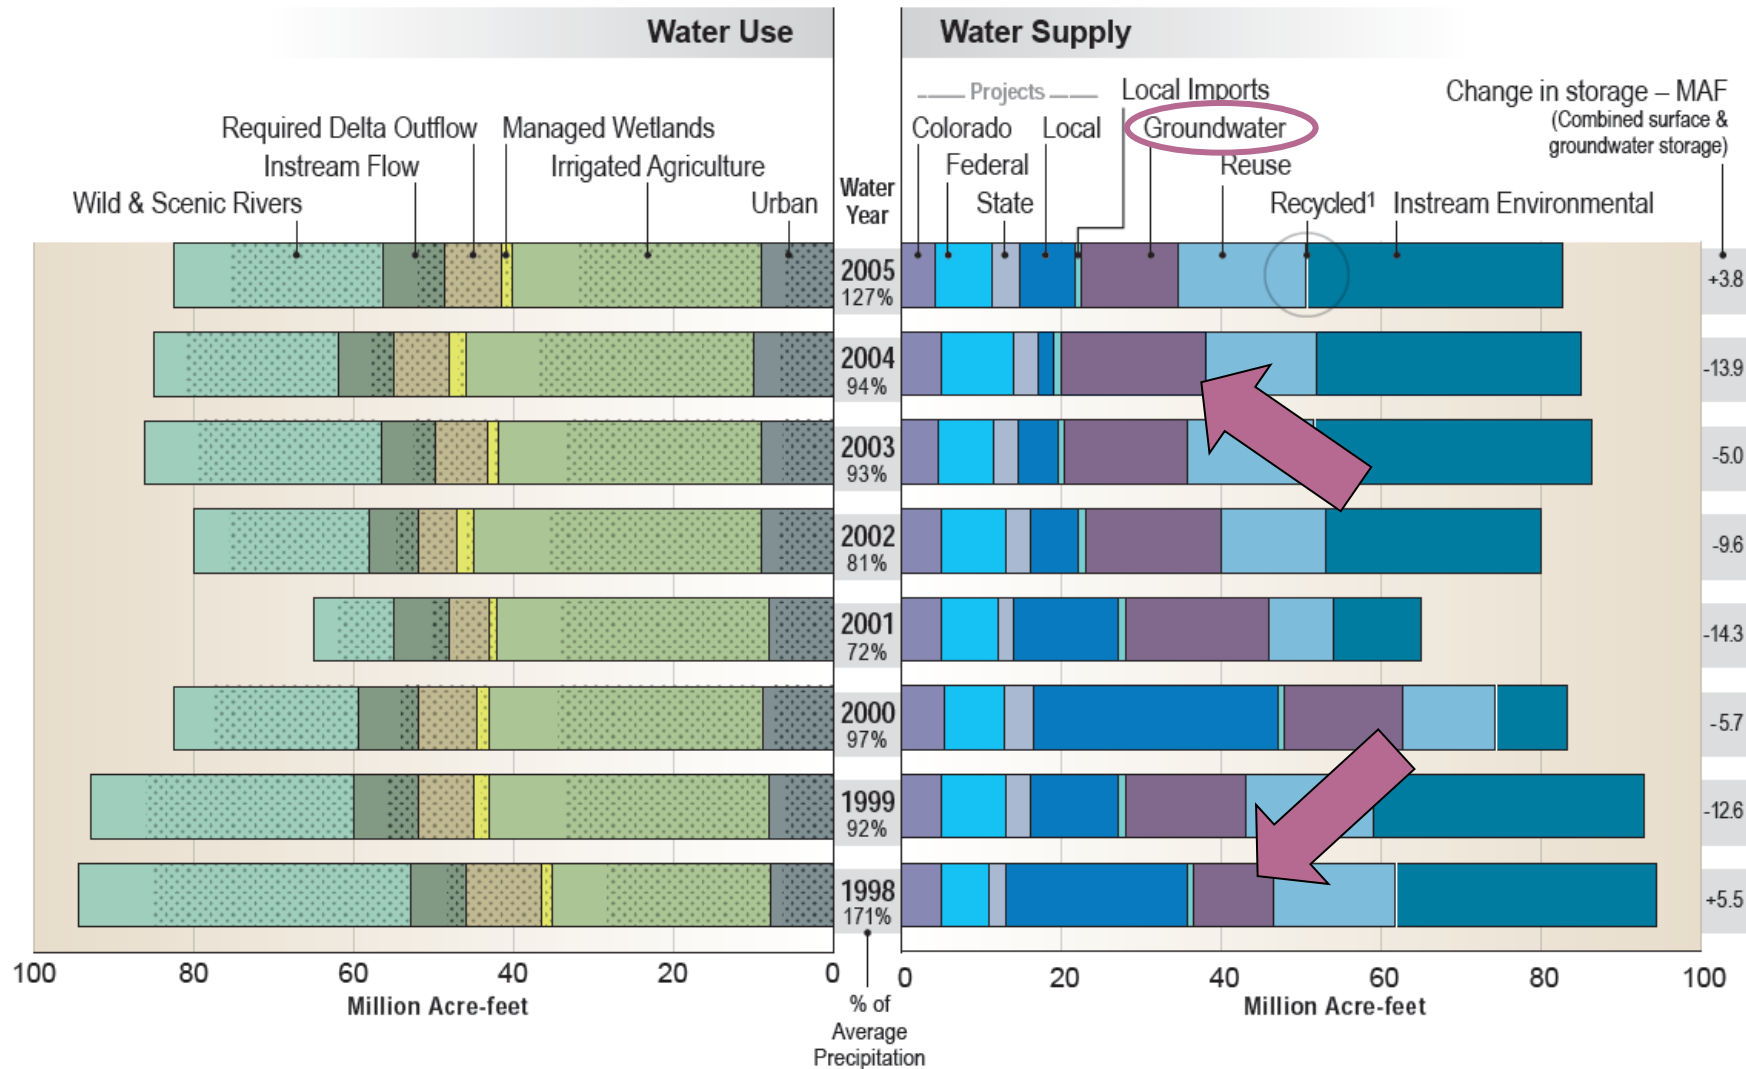 Water Use
Water Supply
Projects
Local Imports
Change in storage – MAF
(Combined surface &
groundwater storage)
Required Delta Outflow
Managed Wetlands
Colorado
Local
Groundwater
Instream Flow
Irrigated Agriculture
Federal
Reuse
Wild & Scenic Rivers
Urban
Water
Year
State
Recycled¹
Instream Environmental
2005
127%
+3.8
2004
94%
-13.9
2003
93%
-5.0
2002
81%
-9.6
2001
72%
-14.3
2000
97%
-5.7
1999
92%
-12.6
1998
171%
+5.5
100 80 60 40 20 0
0 20 40 60 80 100
Million Acre-feet
Million Acre-feet
% of
Average
Precipitation